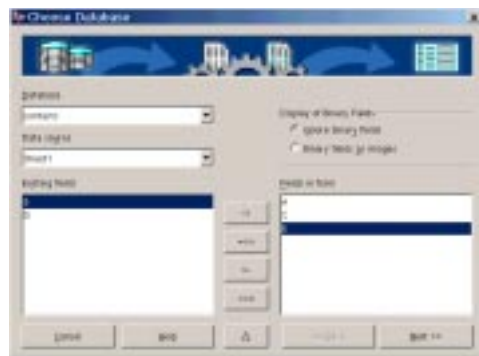 Choose Database
Database
Data source
Sheet1
Display of Binary Fields
Ignore binary fields
Binary fields as images
Existing fields
Fields in form
B
D
A
C
Cancel
Help
Next >>